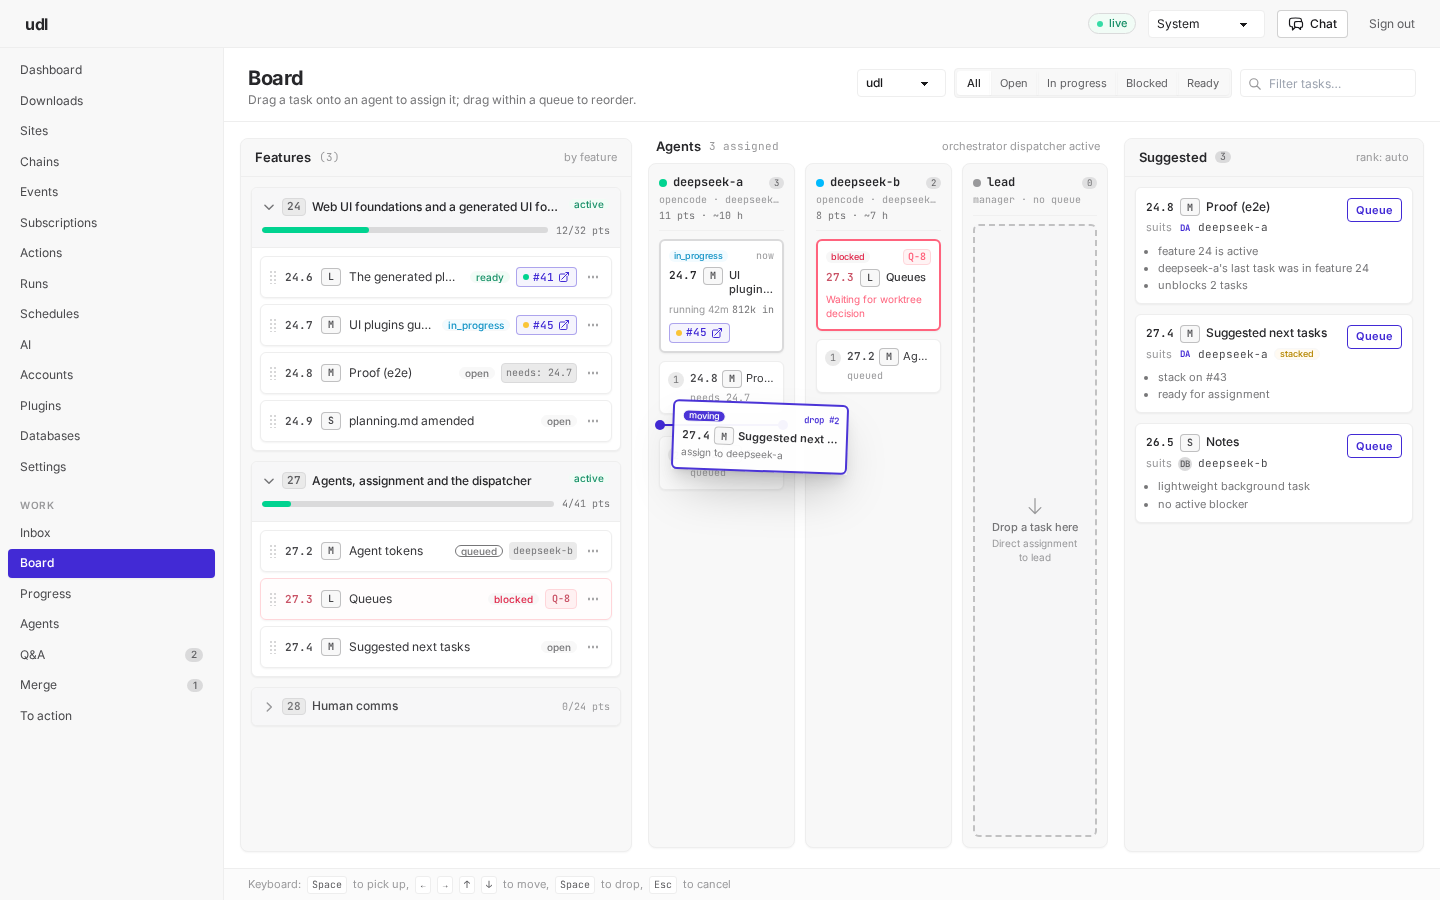 udl
live
System
Chat
Sign out
Dashboard
Downloads
Sites
Chains
Events
Subscriptions
Actions
Runs
Schedules
AI
Accounts
Plugins
Databases
Settings
WORK
Inbox
Board
Progress
Agents
Q&A 2
Merge 1
To action
Board
Drag a task onto an agent to assign it; drag within a queue to reorder.
udl
All Open In progress Blocked Ready
Filter tasks...
Features (3) by feature
24 Web UI foundations and a generated UI fo... active
12/32 pts
24.6 L The generated pl... ready #41
24.7 M UI plugins gu... in_progress #45
24.8 M Proof (e2e) open needs: 24.7
24.9 S planning.md amended open
27 Agents, assignment and the dispatcher active
4/41 pts
27.2 M Agent tokens queued deepseek-b
27.3 L Queues blocked Q-8
27.4 M Suggested next tasks open
28 Human comms 0/24 pts
Agents 3 assigned orchestrator dispatcher active
deepseek-a 3
opencode · deepseek…
11 pts · ~10 h
in_progress now
24.7 M UI
plugin...
running 42m 812k in
#45
1 24.8 M Pro...
needs 24.7
moving drop #2
27.4 M Suggested next ...
assign to deepseek-a
queued
deepseek-b 2
opencode · deepseek…
8 pts · ~7 h
blocked Q-8
27.3 L Queues
Waiting for worktree
decision
1 27.2 M Ag...
queued
lead 0
manager · no queue
Drop a task here
Direct assignment
to lead
Suggested 3 rank: auto
24.8 M Proof (e2e) Queue
suits DA deepseek-a
• feature 24 is active
• deepseek-a's last task was in feature 24
• unblocks 2 tasks
27.4 M Suggested next tasks Queue
suits DA deepseek-a stacked
• stack on #43
• ready for assignment
26.5 S Notes Queue
suits DB deepseek-b
• lightweight background task
• no active blocker
Keyboard: Space to pick up, ← → ↑ ↓ to move, Space to drop, Esc to cancel